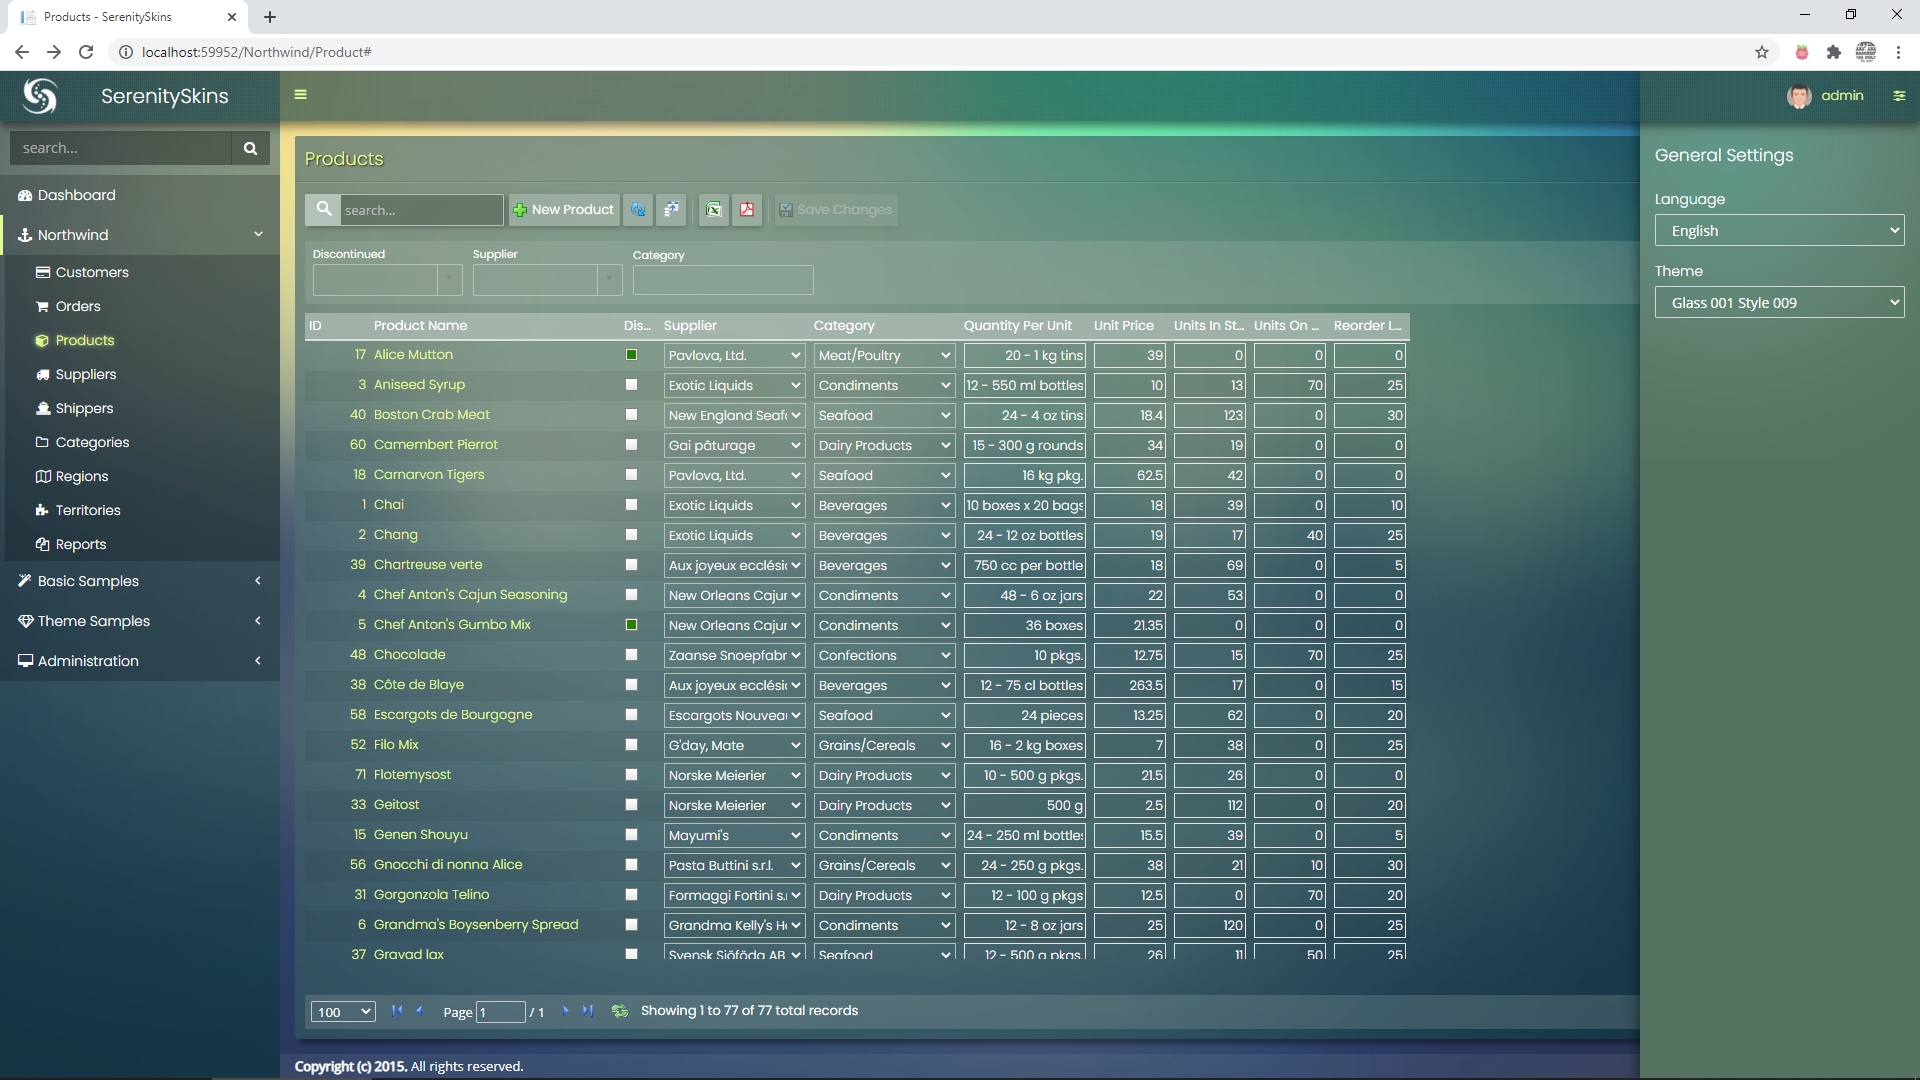 Products - SerenitySkins
localhost:59952/Northwind/Product#
SerenitySkins
admin
search...
Dashboard
Northwind
Customers
Orders
Products
Suppliers
Shippers
Categories
Regions
Territories
Reports
Basic Samples
Theme Samples
Administration
Products
search...
New Product
Save Changes
Discontinued
Supplier
Category
ID Product Name Dis... Supplier Category Quantity Per Unit Unit Price Units In St... Units On ... Reorder L...
17 Alice Mutton Pavlova, Ltd. Meat/Poultry 20 - 1 kg tins 39 0 0 0
3 Aniseed Syrup Exotic Liquids Condiments 12 - 550 ml bottles 10 13 70 25
40 Boston Crab Meat New England Seaf Seafood 24 - 4 oz tins 18.4 123 0 30
60 Camembert Pierrot Gai pâturage Dairy Products 15 - 300 g rounds 34 19 0 0
18 Carnarvon Tigers Pavlova, Ltd. Seafood 16 kg pkg. 62.5 42 0 0
1 Chai Exotic Liquids Beverages 10 boxes x 20 bags 18 39 0 10
2 Chang Exotic Liquids Beverages 24 - 12 oz bottles 19 17 40 25
39 Chartreuse verte Aux joyeux ecclési Beverages 750 cc per bottle 18 69 0 5
4 Chef Anton's Cajun Seasoning New Orleans Cajur Condiments 48 - 6 oz jars 22 53 0 0
5 Chef Anton's Gumbo Mix New Orleans Cajur Condiments 36 boxes 21.35 0 0 0
48 Chocolade Zaanse Snoepfabr Confections 10 pkgs. 12.75 15 70 25
38 Côte de Blaye Aux joyeux ecclési Beverages 12 - 75 cl bottles 263.5 17 0 15
58 Escargots de Bourgogne Escargots Nouveau Seafood 24 pieces 13.25 62 0 20
52 Filo Mix G'day, Mate Grains/Cereals 16 - 2 kg boxes 7 38 0 25
71 Flotemysost Norske Meierier Dairy Products 10 - 500 g pkgs. 21.5 26 0 0
33 Geitost Norske Meierier Dairy Products 500 g 2.5 112 0 20
15 Genen Shouyu Mayumi's Condiments 24 - 250 ml bottles 15.5 39 0 5
56 Gnocchi di nonna Alice Pasta Buttini s.r.l. Grains/Cereals 24 - 250 g pkgs. 38 21 10 30
31 Gorgonzola Telino Formaggi Fortini s. Dairy Products 12 - 100 g pkgs 12.5 0 70 20
6 Grandma's Boysenberry Spread Grandma Kelly's H Condiments 12 - 8 oz jars 25 120 0 25
37 Gravad lax Svensk Sjöföda AB Seafood 12 - 500 g pkgs. 26 11 50 25
100 Page 1 / 1 Showing 1 to 77 of 77 total records
Copyright (c) 2015. All rights reserved.
General Settings
Language
English
Theme
Glass 001 Style 009